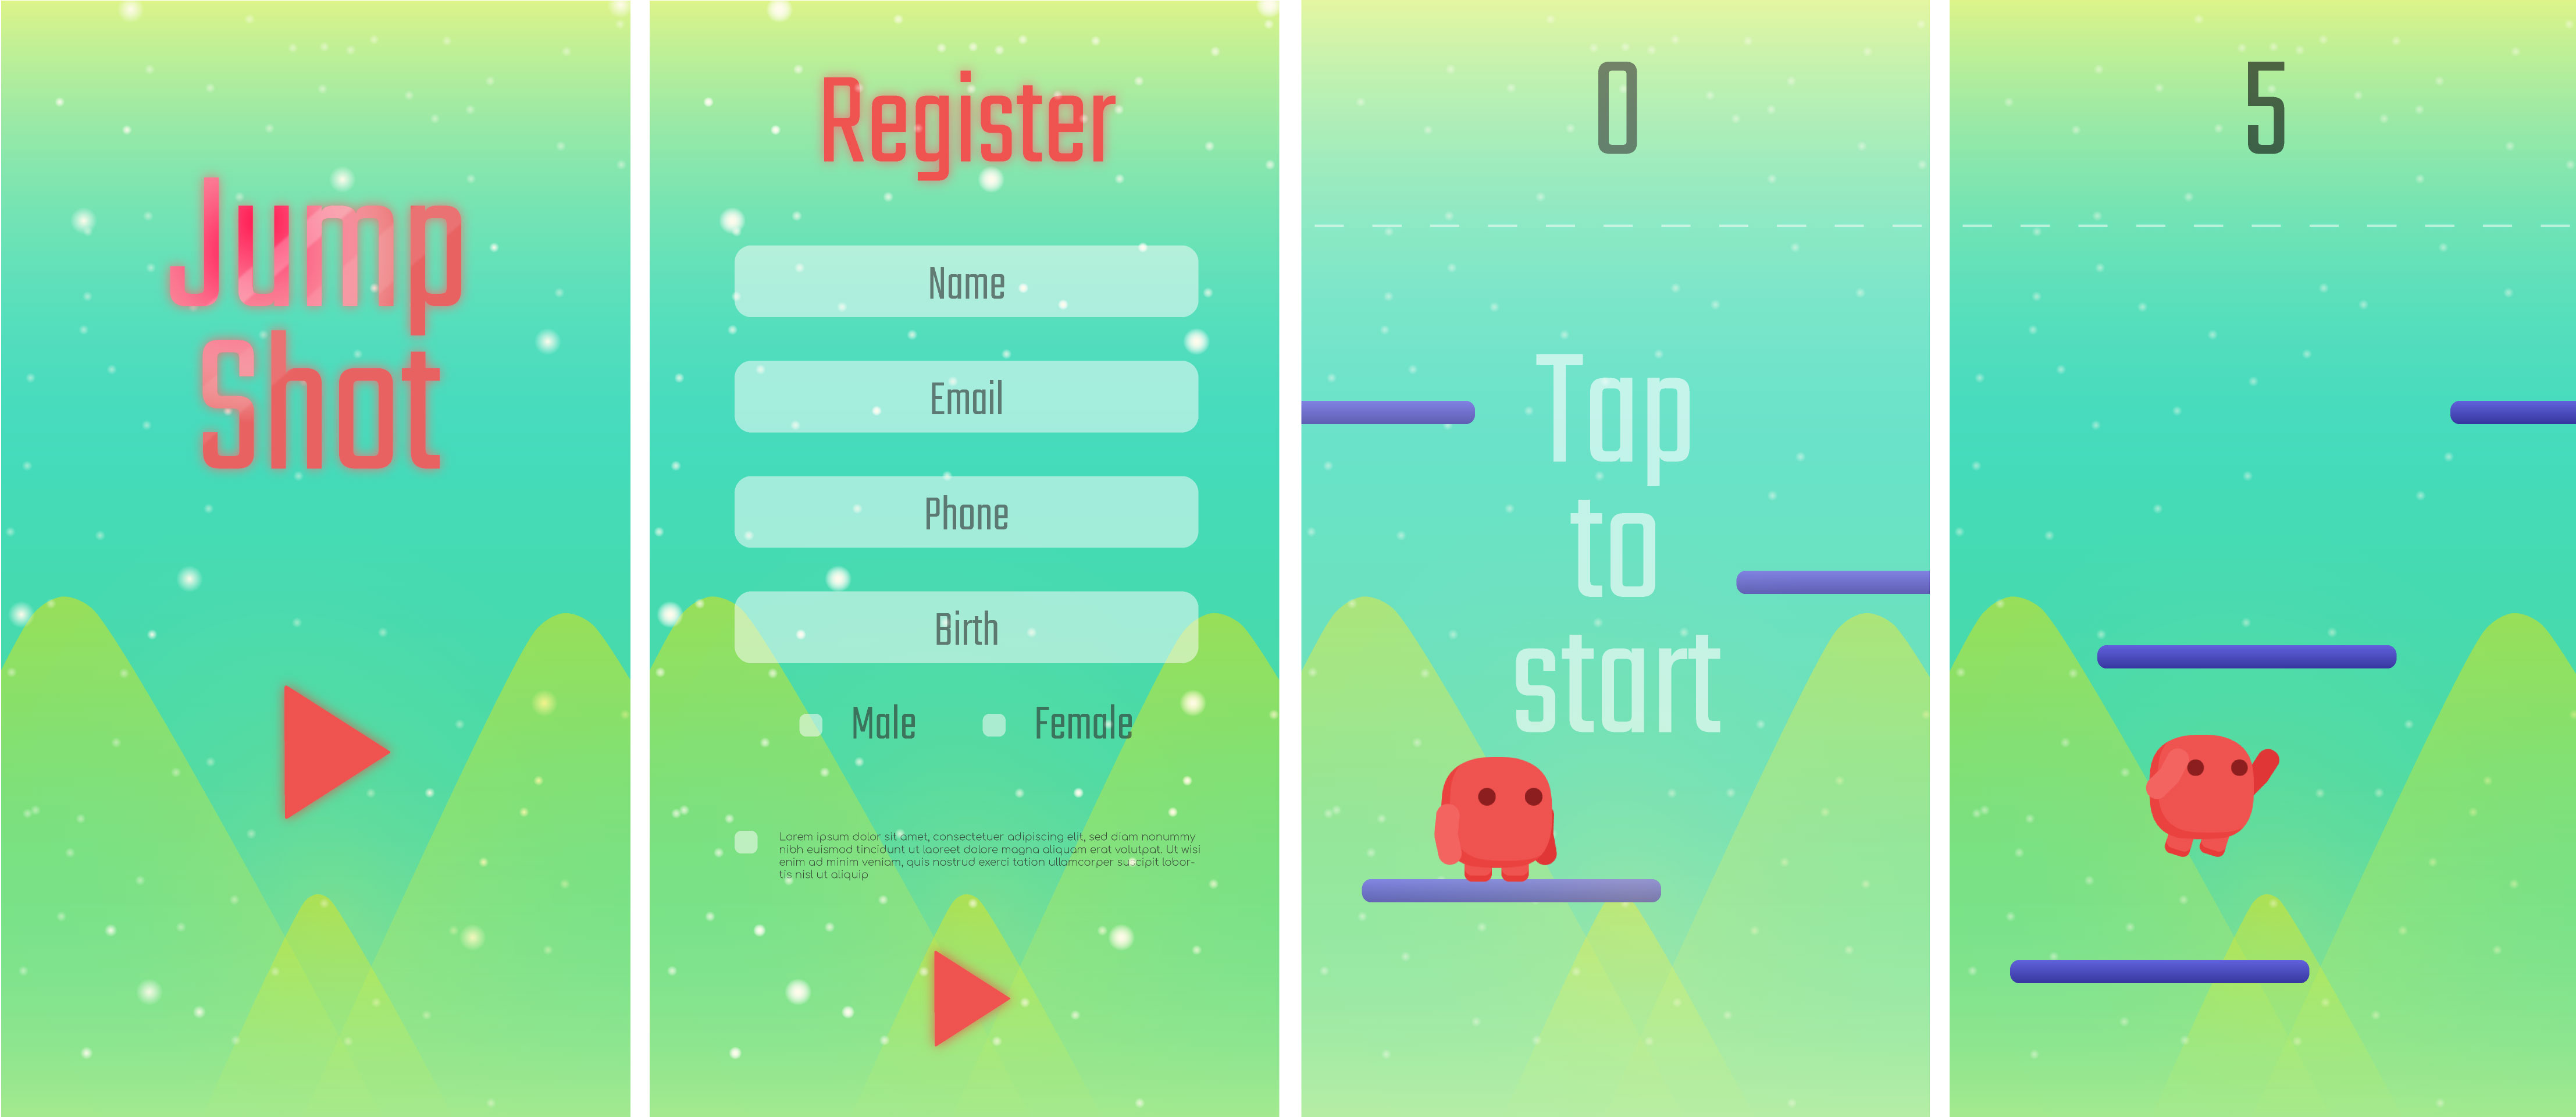 Jump
Shot
Register
Name
Email
Phone
Birth
Male
Female
Lorem ipsum dolor sit amet, consectetuer adipiscing elit, sed diam nonummy
nibh euismod tincidunt ut laoreet dolore magna aliquam erat volutpat. Ut wisi
enim ad minim veniam, quis nostrud exerci tation ullamcorper suscipit lobor-
tis nisl ut aliquip
0
Tap
to
start
5